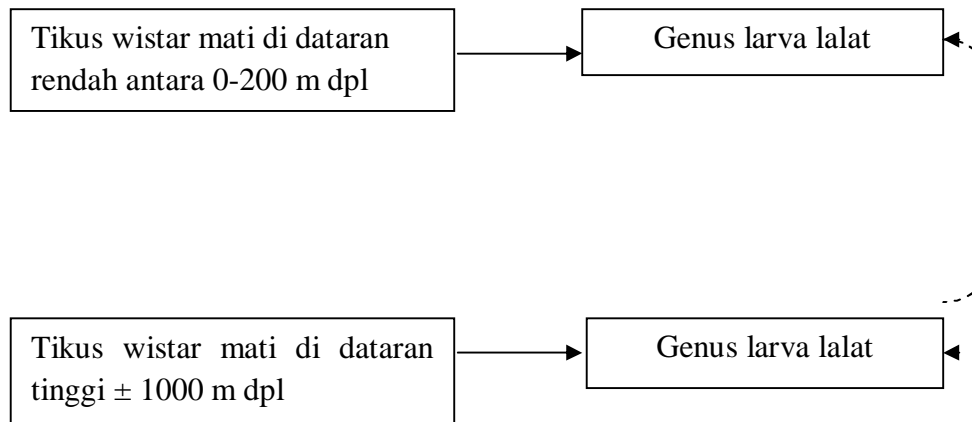 Tikus wistar mati di dataran
rendah antara 0-200 m dpl
Genus larva lalat
Tikus wistar mati di dataran
tinggi ± 1000 m dpl
Genus larva lalat